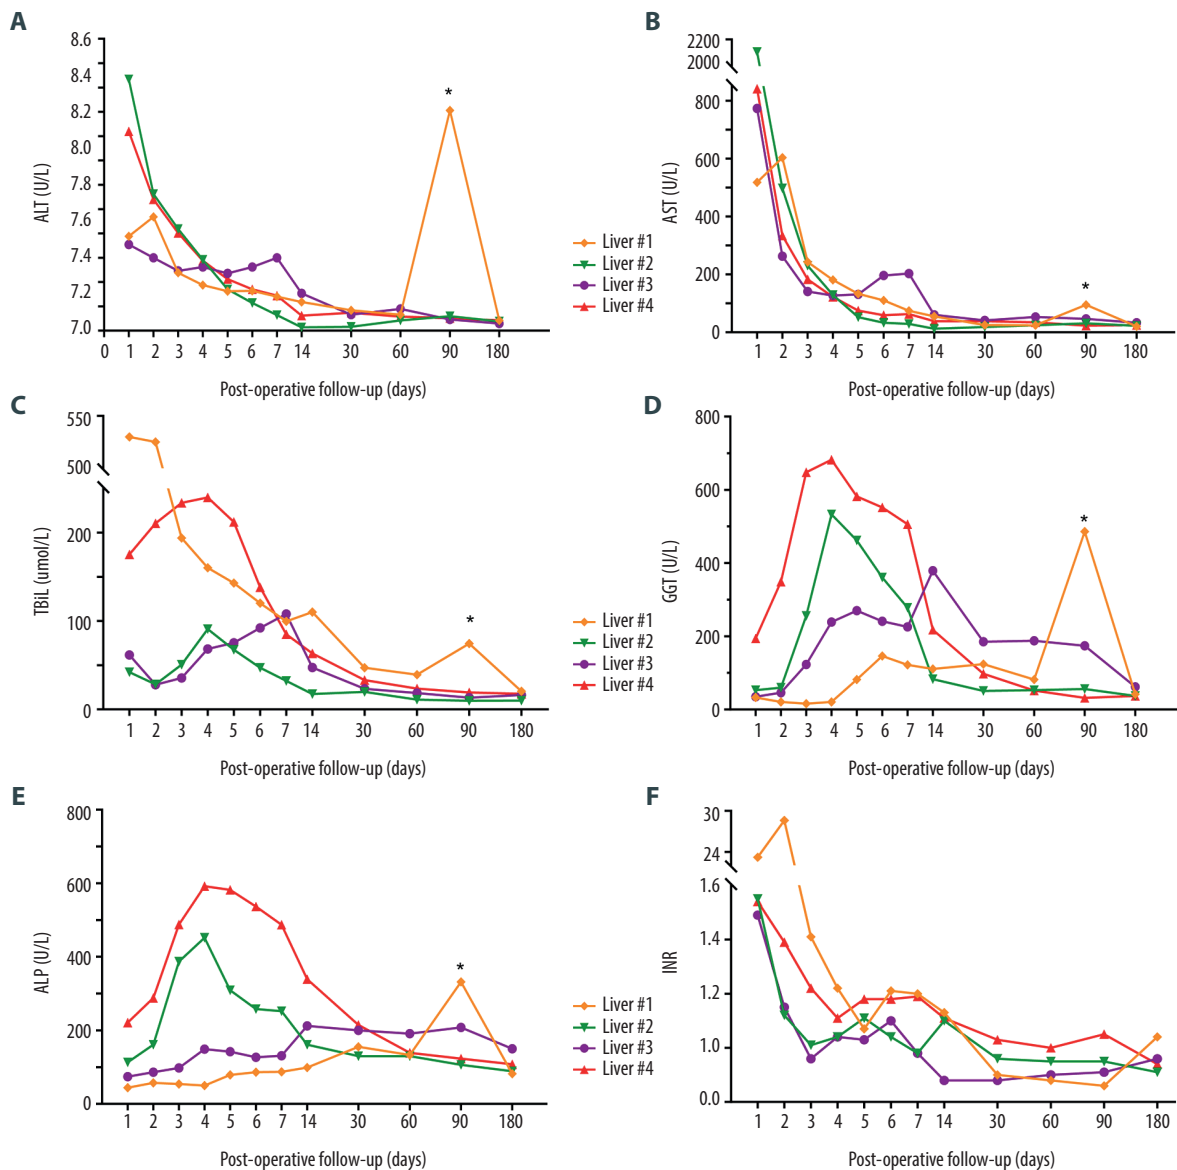 A
8.6
8.4
8.2
8.0
7.8
7.6
7.4
7.2
7.0
ALT (U/L)
*
0 1 2 3 4 5 6 7 14 30 60 90 180
Post-operative follow-up (days)
Liver #1
Liver #2
Liver #3
Liver #4
B
2200
2000
800
600
400
200
0
AST (U/L)
*
1 2 3 4 5 6 7 14 30 60 90 180
Post-operative follow-up (days)
C
550
500
200
100
0
TBiL (umol/L)
*
1 2 3 4 5 6 7 14 30 60 90 180
Post-operative follow-up (days)
Liver #1
Liver #2
Liver #3
Liver #4
D
800
600
400
200
0
GGT (U/L)
*
1 2 3 4 5 6 7 14 30 60 90 180
Post-operative follow-up (days)
E
800
600
400
200
0
ALP (U/L)
*
1 2 3 4 5 6 7 14 30 60 90 180
Post-operative follow-up (days)
Liver #1
Liver #2
Liver #3
Liver #4
F
30
24
1.6
1.4
1.2
1.0
0.0
INR
1 2 3 4 5 6 7 14 30 60 90 180
Post-operative follow-up (days)